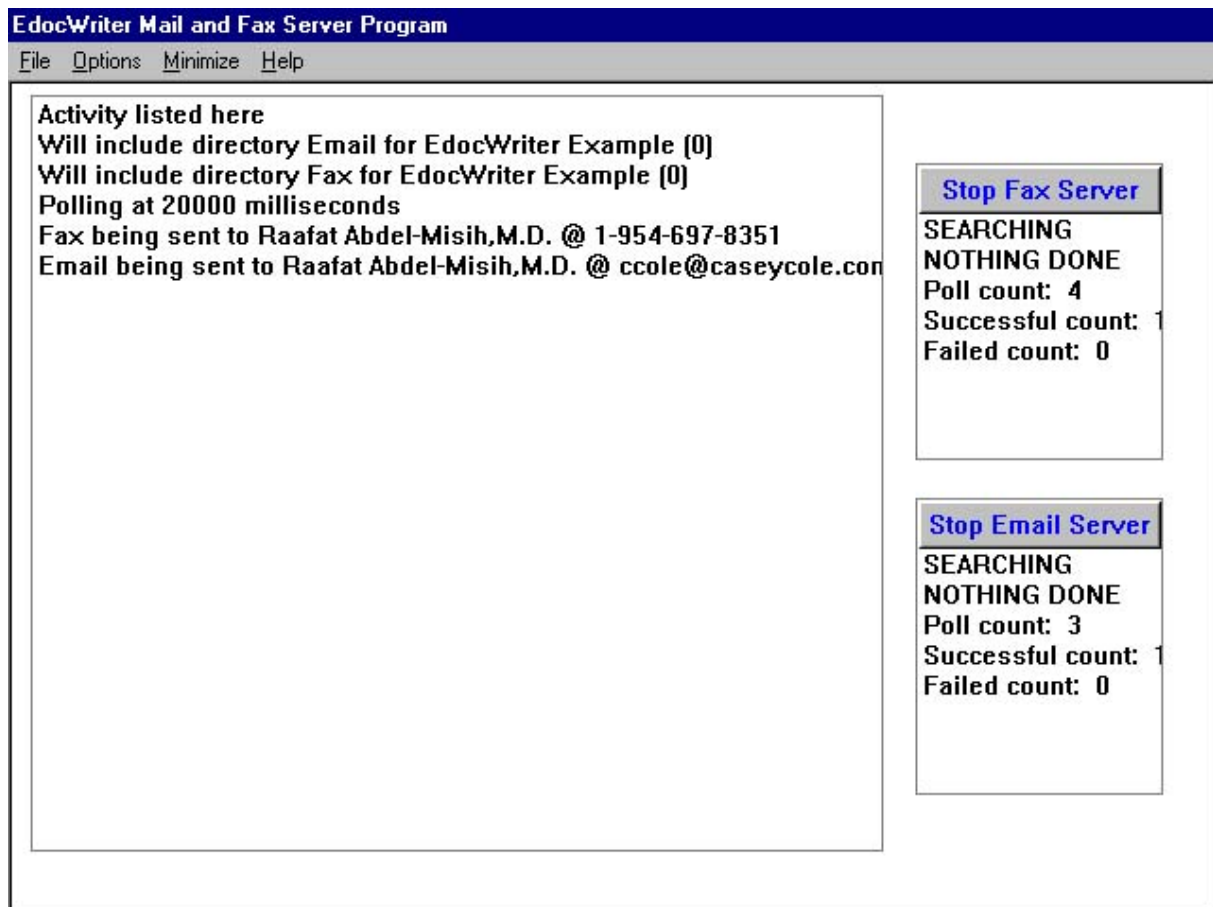 EdocWriter Mail and Fax Server Program
File Options Minimize Help
Activity listed here
Will include directory Email for EdocWriter Example (0)
Will include directory Fax for EdocWriter Example (0)
Polling at 20000 milliseconds
Fax being sent to Raafat Abdel-Misih,M.D. @ 1-954-697-8351
Email being sent to Raafat Abdel-Misih,M.D. @ ccole@caseycole.con
Stop Fax Server
SEARCHING
NOTHING DONE
Poll count: 4
Successful count: 1
Failed count: 0
Stop Email Server
SEARCHING
NOTHING DONE
Poll count: 3
Successful count: 1
Failed count: 0